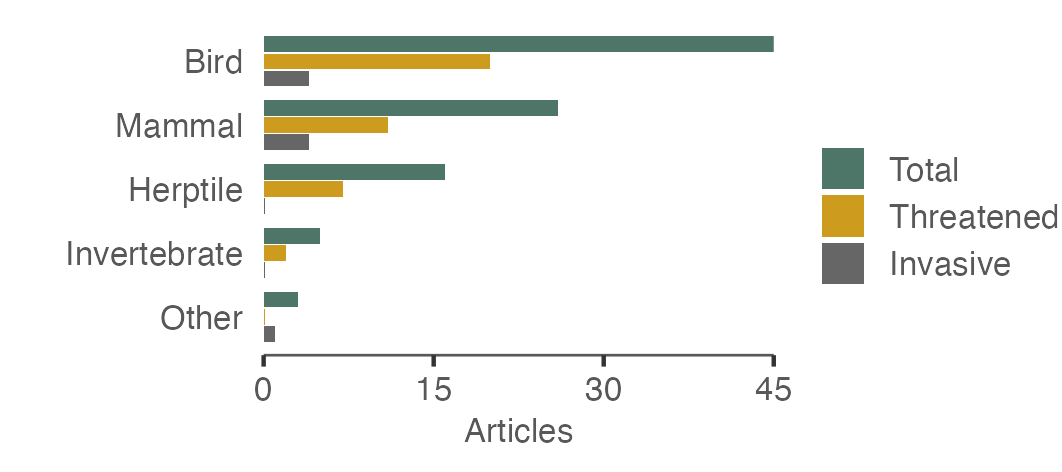 Bird
Mammal
Herptile
Invertebrate
Other
0 15 30 45
Articles
Total
Threatened
Invasive